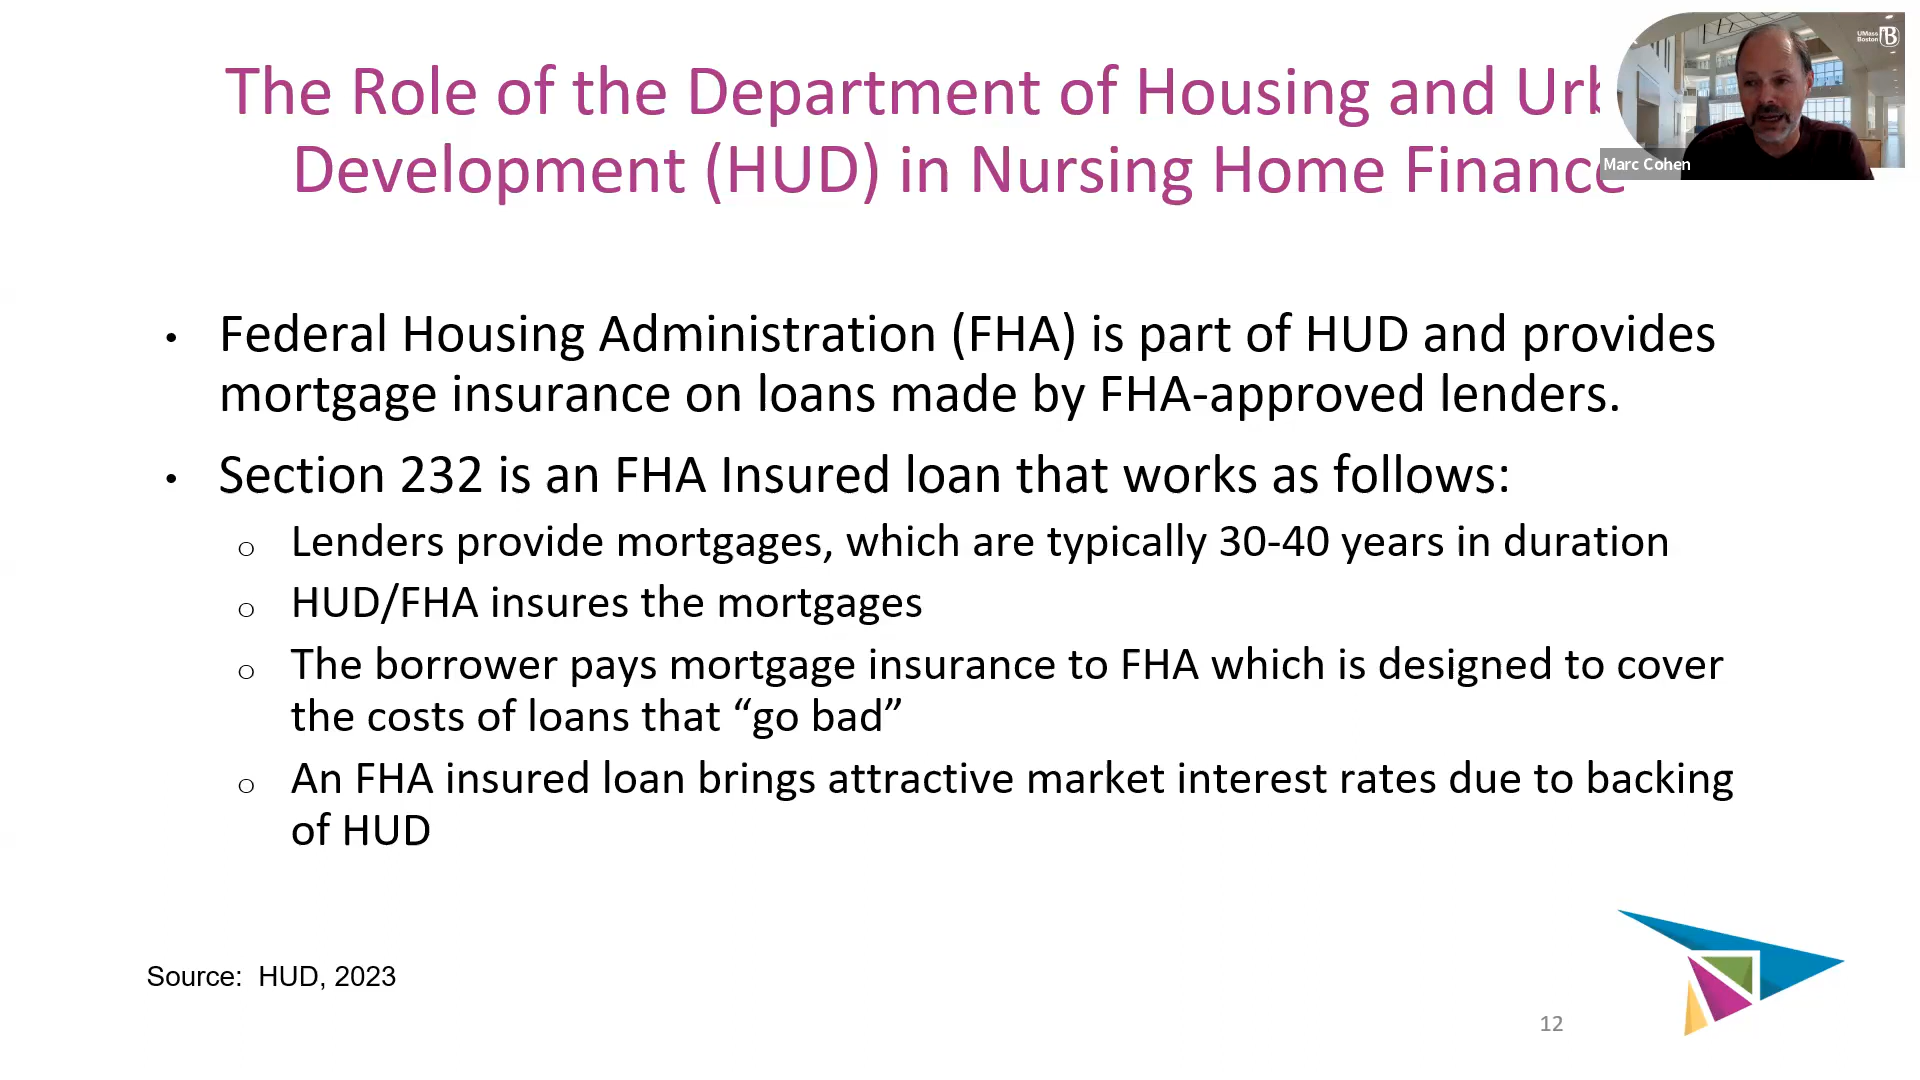 The Role of the Department of Housing and Urb
Development (HUD) in Nursing Home Finance
UMass
Boston
B
Marc Cohen
• Federal Housing Administration (FHA) is part of HUD and provides
mortgage insurance on loans made by FHA-approved lenders.
• Section 232 is an FHA Insured loan that works as follows:
o Lenders provide mortgages, which are typically 30-40 years in duration
o HUD/FHA insures the mortgages
o The borrower pays mortgage insurance to FHA which is designed to cover
the costs of loans that “go bad”
o An FHA insured loan brings attractive market interest rates due to backing
of HUD
Source: HUD, 2023
12